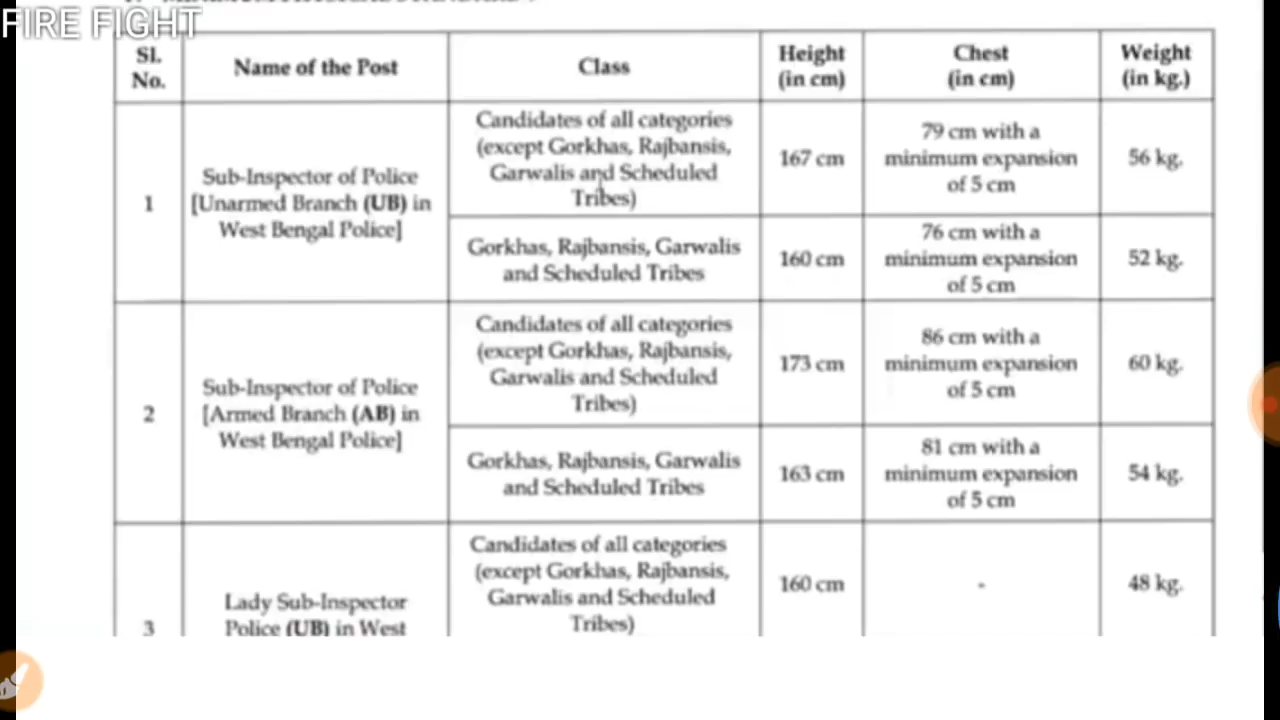 FIRE FIGHT
Sl.
No.
Name of the Post
Class
Height
(in cm)
Chest
(in cm)
Weight
(in kg.)
1
Sub-Inspector of Police
[Unarmed Branch (UB) in
West Bengal Police]
Candidates of all categories
(except Gorkhas, Rajbansis,
Garwalis and Scheduled
Tribes)
167 cm
79 cm with a
minimum expansion
of 5 cm
56 kg.
Gorkhas, Rajbansis, Garwalis
and Scheduled Tribes
160 cm
76 cm with a
minimum expansion
of 5 cm
52 kg.
2
Sub-Inspector of Police
[Armed Branch (AB) in
West Bengal Police]
Candidates of all categories
(except Gorkhas, Rajbansis,
Garwalis and Scheduled
Tribes)
173 cm
86 cm with a
minimum expansion
of 5 cm
60 kg.
Gorkhas, Rajbansis, Garwalis
and Scheduled Tribes
163 cm
81 cm with a
minimum expansion
of 5 cm
54 kg.
3
Lady Sub-Inspector
Police (UB) in West
Candidates of all categories
(except Gorkhas, Rajbansis,
Garwalis and Scheduled
Tribes)
160 cm
-
48 kg.